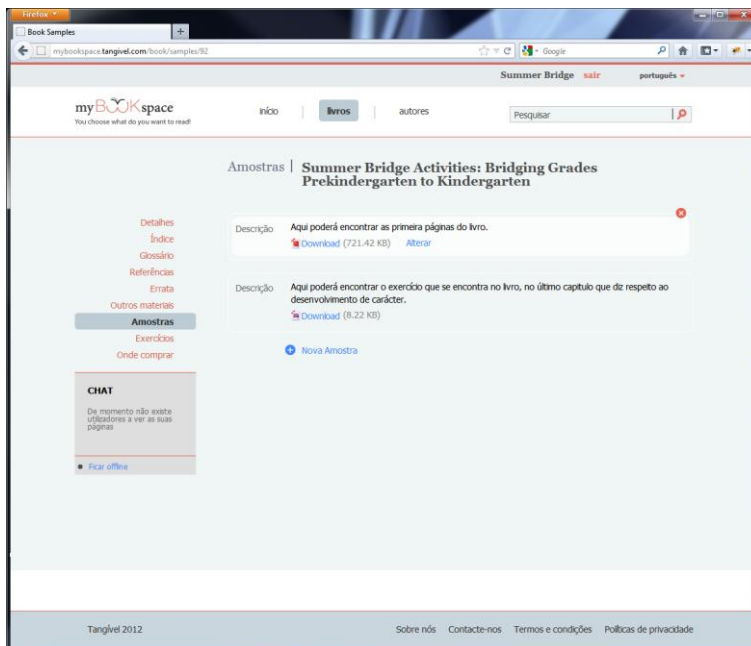 Firefox
Book Samples
mybookspace.tangivel.com/book/samples/92
Google
Summer Bridge sair português
myBOOKspace
You choose what do you want to read!
início | livros | autores
Pesquisar
Amostras | Summer Bridge Activities: Bridging Grades
Prekindergarten to Kindergarten
Detalhes
Índice
Glossário
Referências
Errata
Outros materiais
Amostras
Exercícios
Onde comprar
Descrição Aqui poderá encontrar as primeira páginas do livro.
Download (721.42 KB) Alterar
Descrição Aqui poderá encontrar o exercício que se encontra no livro, no último capitulo que diz respeito ao
desenvolvimento de carácter.
Download (8.22 KB)
Nova Amostra
CHAT
De momento não existe
utilizadores a ver as suas
páginas
Ficar offline
Tangível 2012 Sobre nós Contacte-nos Termos e condições Políticas de privacidade